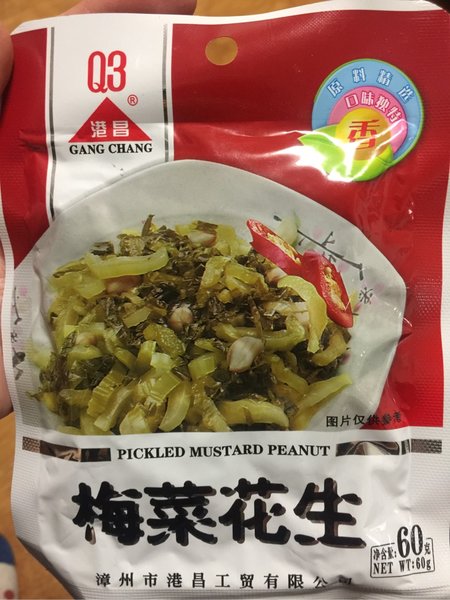 Q3
®
港昌
GANG CHANG
原料精选
口味独特
香
图片仅供参考
PICKLED MUSTARD PEANUT
梅菜花生
净含量:60克
NET WT:60g
漳州市港昌工贸有限公司